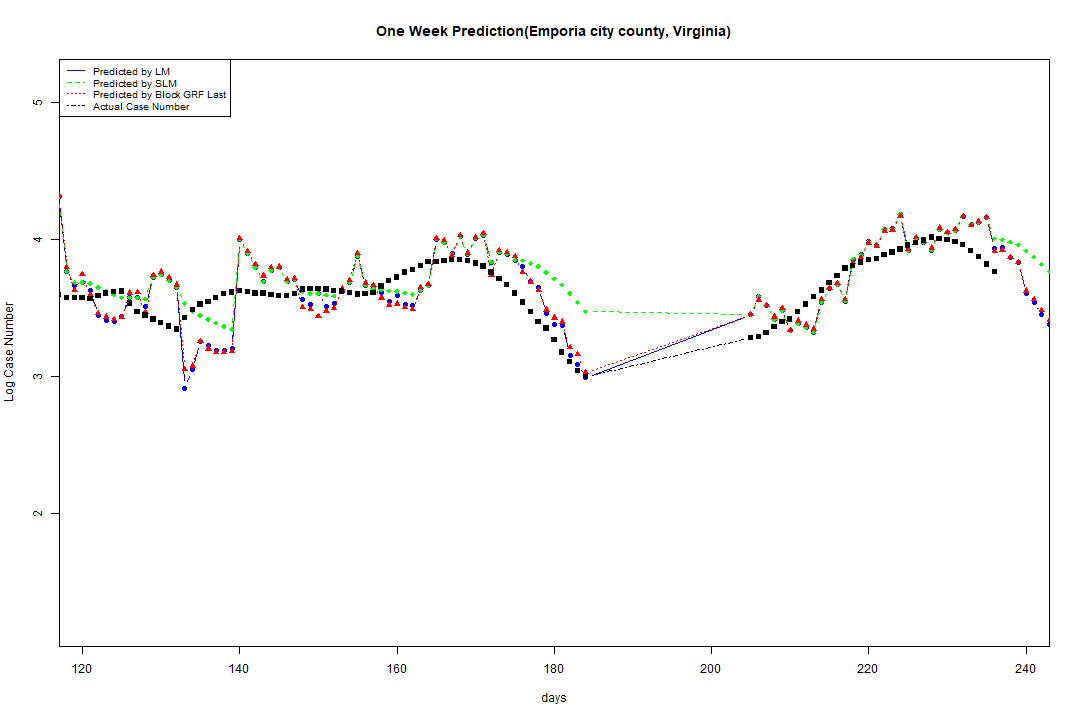 One Week Prediction(Emporia city county, Virginia)
Predicted by LM
Predicted by SLM
Predicted by Block GRF Last
Actual Case Number
5
4
3
2
Log Case Number
120 140 160 180 200 220 240
days